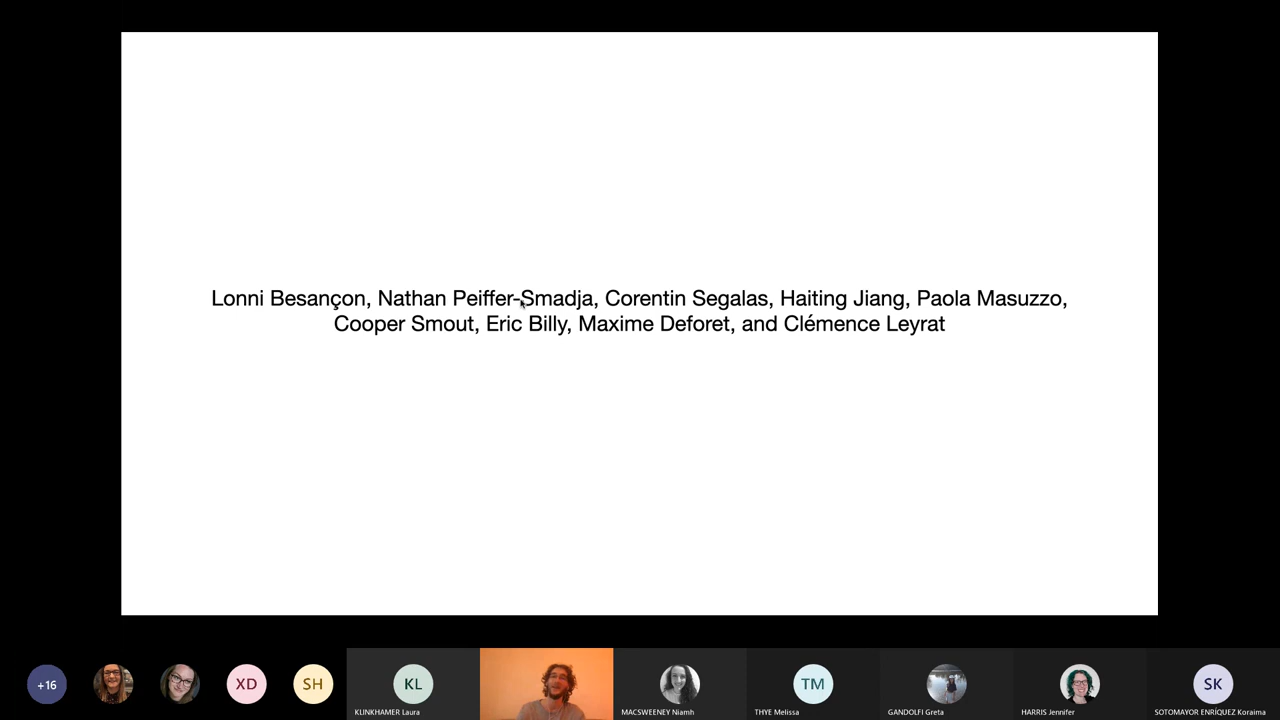 Lonni Besançon, Nathan Peiffer-Smadja, Corentin Segalas, Haiting Jiang, Paola Masuzzo,
Cooper Smout, Eric Billy, Maxime Deforet, and Clémence Leyrat
+16
XD
SH
KL
TM
SK
KLINKHAMER Laura
MACSWEENEY Niamh
THYE Melissa
GANDOLFI Greta
HARRIS Jennifer
SOTOMAYOR ENRÍQUEZ Koraima